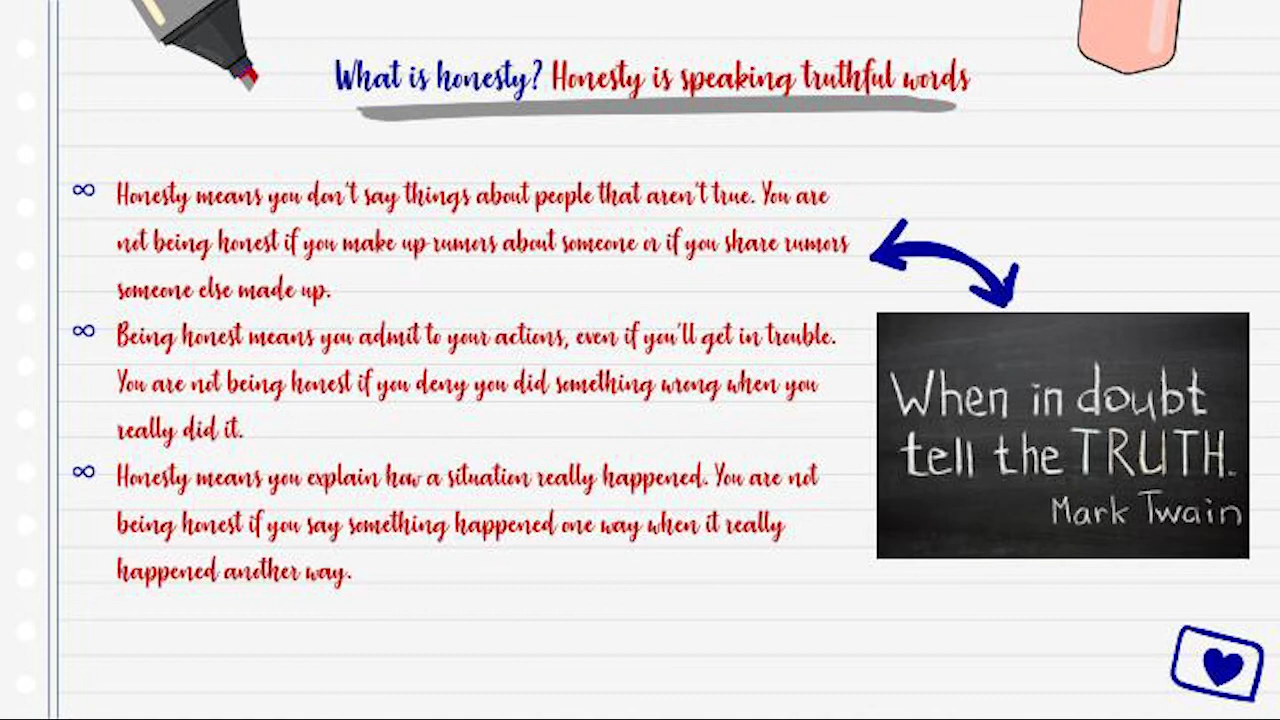 What is honesty? Honesty is speaking truthful words
∞ Honesty means you don't say things about people that aren't true. You are
not being honest if you make up rumors about someone or if you share rumors
someone else made up.
∞ Being honest means you admit to your actions, even if you'll get in trouble.
You are not being honest if you deny you did something wrong when you
really did it.
∞ Honesty means you explain how a situation really happened. You are not
being honest if you say something happened one way when it really
happened another way.
When in doubt
tell the TRUTH.
Mark Twain